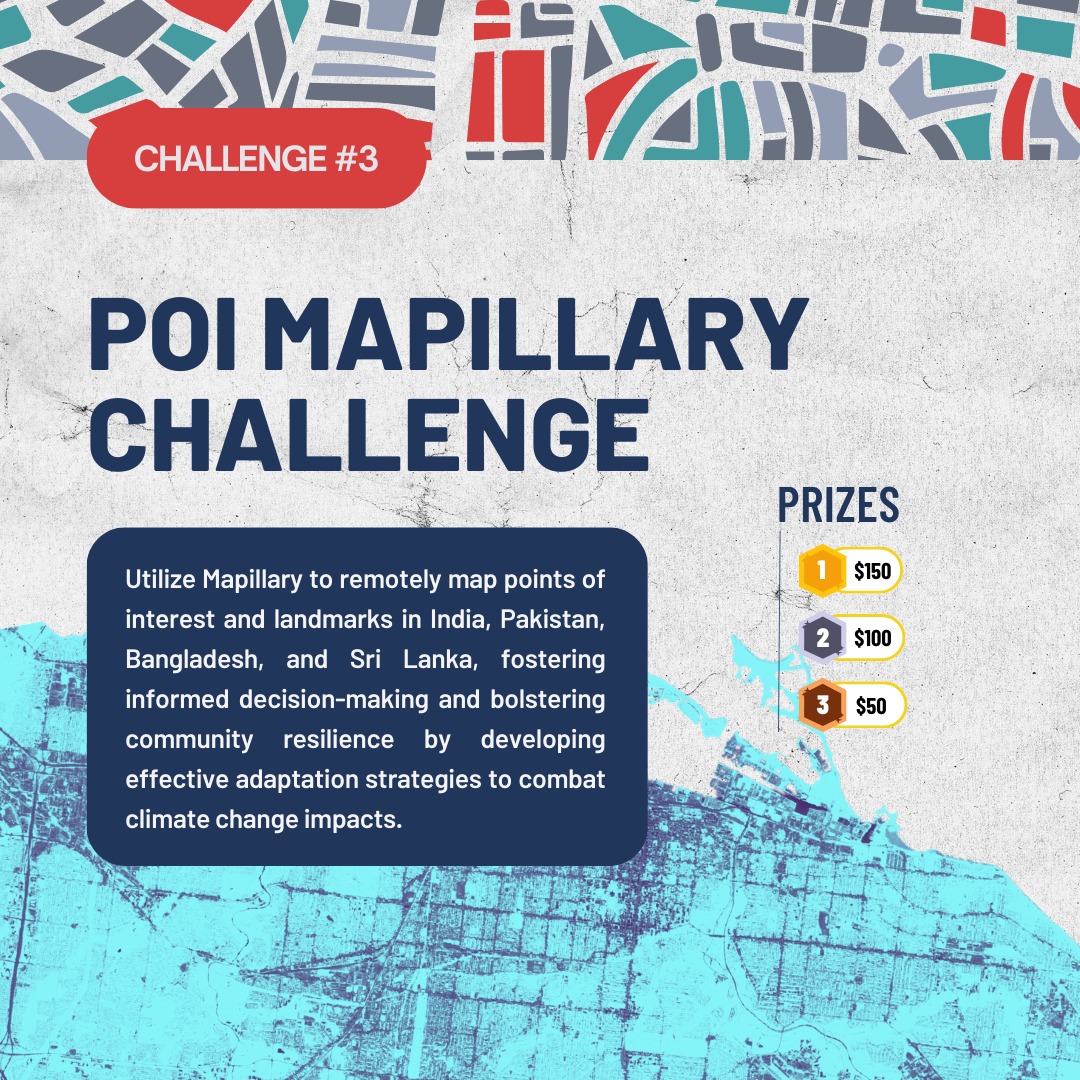 CHALLENGE #3
POI MAPILLARY
CHALLENGE
Utilize Mapillary to remotely map points of
interest and landmarks in India, Pakistan,
Bangladesh, and Sri Lanka, fostering
informed decision-making and bolstering
community resilience by developing
effective adaptation strategies to combat
climate change impacts.
PRIZES
1 $150
2 $100
3 $50